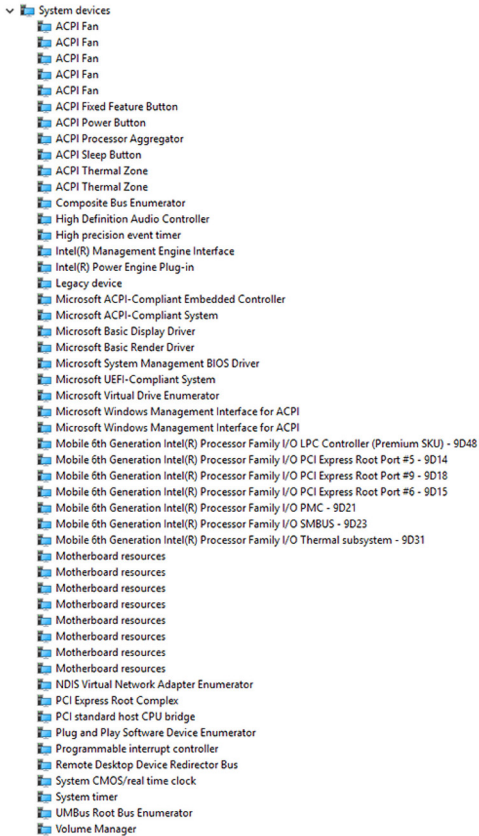 System devices
ACPI Fan
ACPI Fan
ACPI Fan
ACPI Fan
ACPI Fan
ACPI Fixed Feature Button
ACPI Power Button
ACPI Processor Aggregator
ACPI Sleep Button
ACPI Thermal Zone
ACPI Thermal Zone
Composite Bus Enumerator
High Definition Audio Controller
High precision event timer
Intel(R) Management Engine Interface
Intel(R) Power Engine Plug-in
Legacy device
Microsoft ACPI-Compliant Embedded Controller
Microsoft ACPI-Compliant System
Microsoft Basic Display Driver
Microsoft Basic Render Driver
Microsoft System Management BIOS Driver
Microsoft UEFI-Compliant System
Microsoft Virtual Drive Enumerator
Microsoft Windows Management Interface for ACPI
Microsoft Windows Management Interface for ACPI
Mobile 6th Generation Intel(R) Processor Family I/O LPC Controller (Premium SKU) - 9D48
Mobile 6th Generation Intel(R) Processor Family I/O PCI Express Root Port #5 - 9D14
Mobile 6th Generation Intel(R) Processor Family I/O PCI Express Root Port #9 - 9D18
Mobile 6th Generation Intel(R) Processor Family I/O PCI Express Root Port #6 - 9D15
Mobile 6th Generation Intel(R) Processor Family I/O PMC - 9D21
Mobile 6th Generation Intel(R) Processor Family I/O SMBUS - 9D23
Mobile 6th Generation Intel(R) Processor Family I/O Thermal subsystem - 9D31
Motherboard resources
Motherboard resources
Motherboard resources
Motherboard resources
Motherboard resources
Motherboard resources
Motherboard resources
Motherboard resources
NDIS Virtual Network Adapter Enumerator
PCI Express Root Complex
PCI standard host CPU bridge
Plug and Play Software Device Enumerator
Programmable interrupt controller
Remote Desktop Device Redirector Bus
System CMOS/real time clock
System timer
UMBus Root Bus Enumerator
Volume Manager